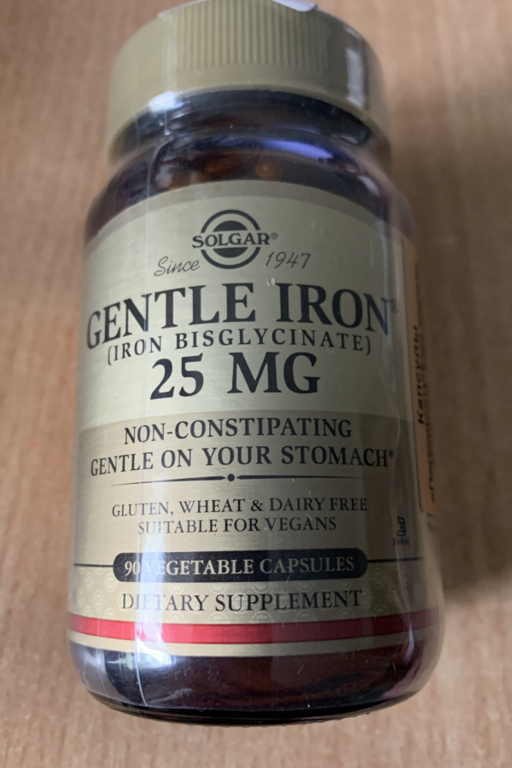 SOLGAR®
Since 1947
GENTLE IRON®
(IRON BISGLYCINATE)
25 MG
NON-CONSTIPATING
GENTLE ON YOUR STOMACH*
GLUTEN, WHEAT & DAIRY FREE
SUITABLE FOR VEGANS
90 VEGETABLE CAPSULES
DIETARY SUPPLEMENT
Капсулы